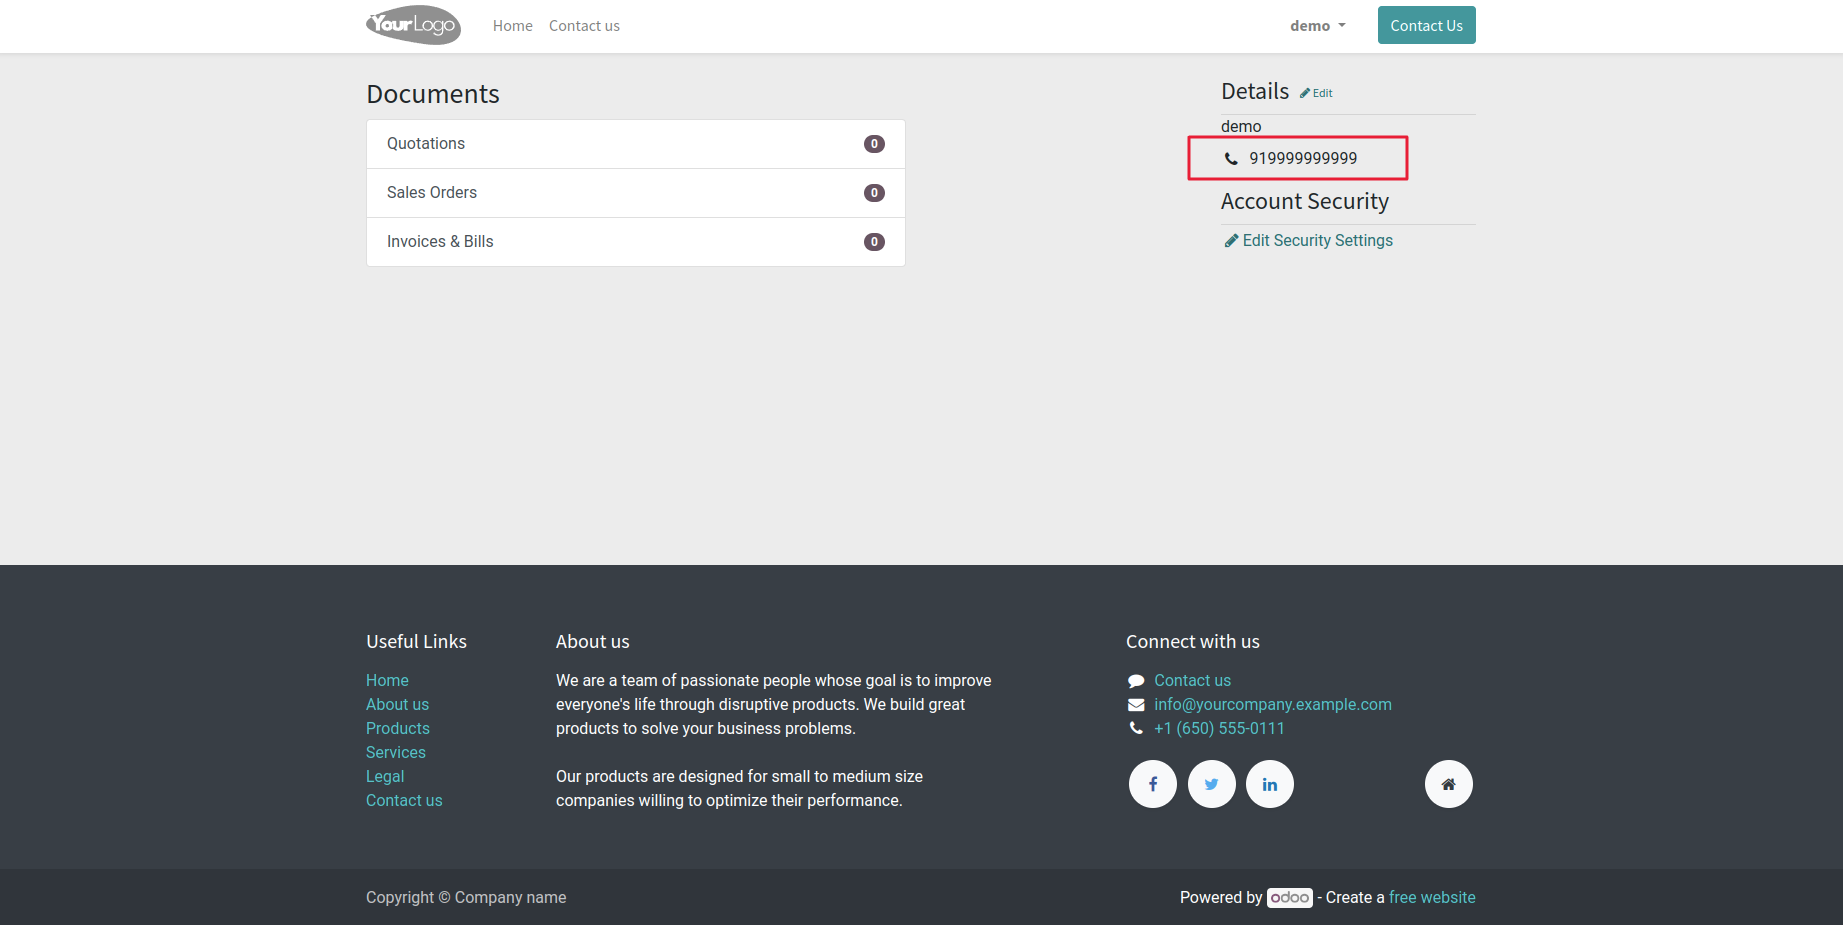 YourLogo
Home
Contact us
demo
Contact Us
Documents
Quotations 0
Sales Orders 0
Invoices & Bills 0
Details Edit
demo
919999999999
Account Security
Edit Security Settings
Useful Links
Home
About us
Products
Services
Legal
Contact us
About us
We are a team of passionate people whose goal is to improve
everyone's life through disruptive products. We build great
products to solve your business problems.
Our products are designed for small to medium size
companies willing to optimize their performance.
Connect with us
Contact us
info@yourcompany.example.com
+1 (650) 555-0111
Copyright © Company name
Powered by odoo - Create a free website